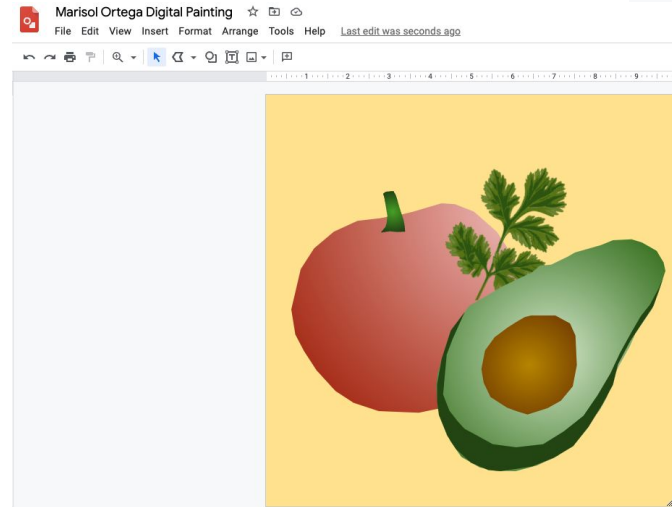 Marisol Ortega Digital Painting
File Edit View Insert Format Arrange Tools Help Last edit was seconds ago
1 2 3 4 5 6 7 8 9